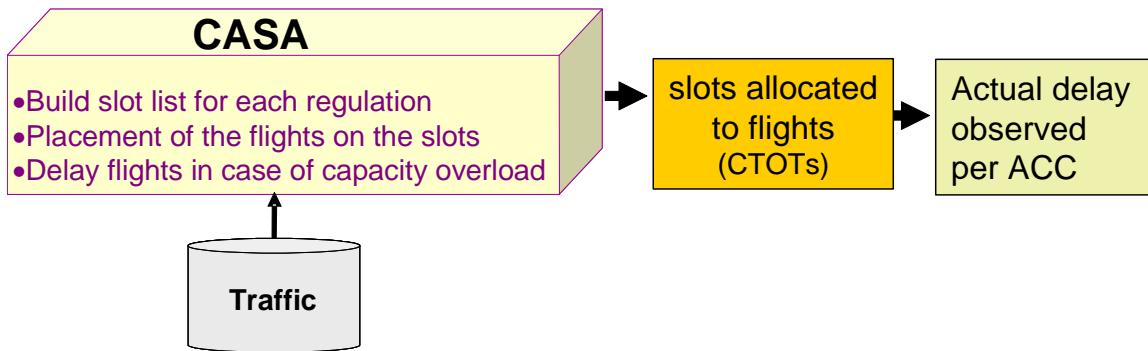 CASA
•Build slot list for each regulation
•Placement of the flights on the slots
•Delay flights in case of capacity overload
slots allocated
to flights
(CTOTs)
Actual delay
observed
per ACC
Traffic